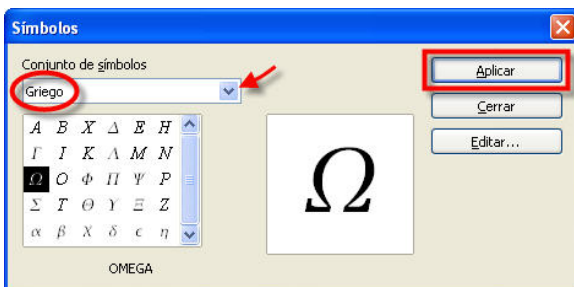 Símbolos
Conjunto de símbolos
Griego
Aplicar
Cerrar
Editar...
Α Β Χ Δ Ε Η
Γ Ι Κ Λ Μ Ν
Ω Ο Φ Π Ψ Ρ
Σ Τ Θ Υ Ξ Ζ
α β χ δ ϵ η
Ω
OMEGA